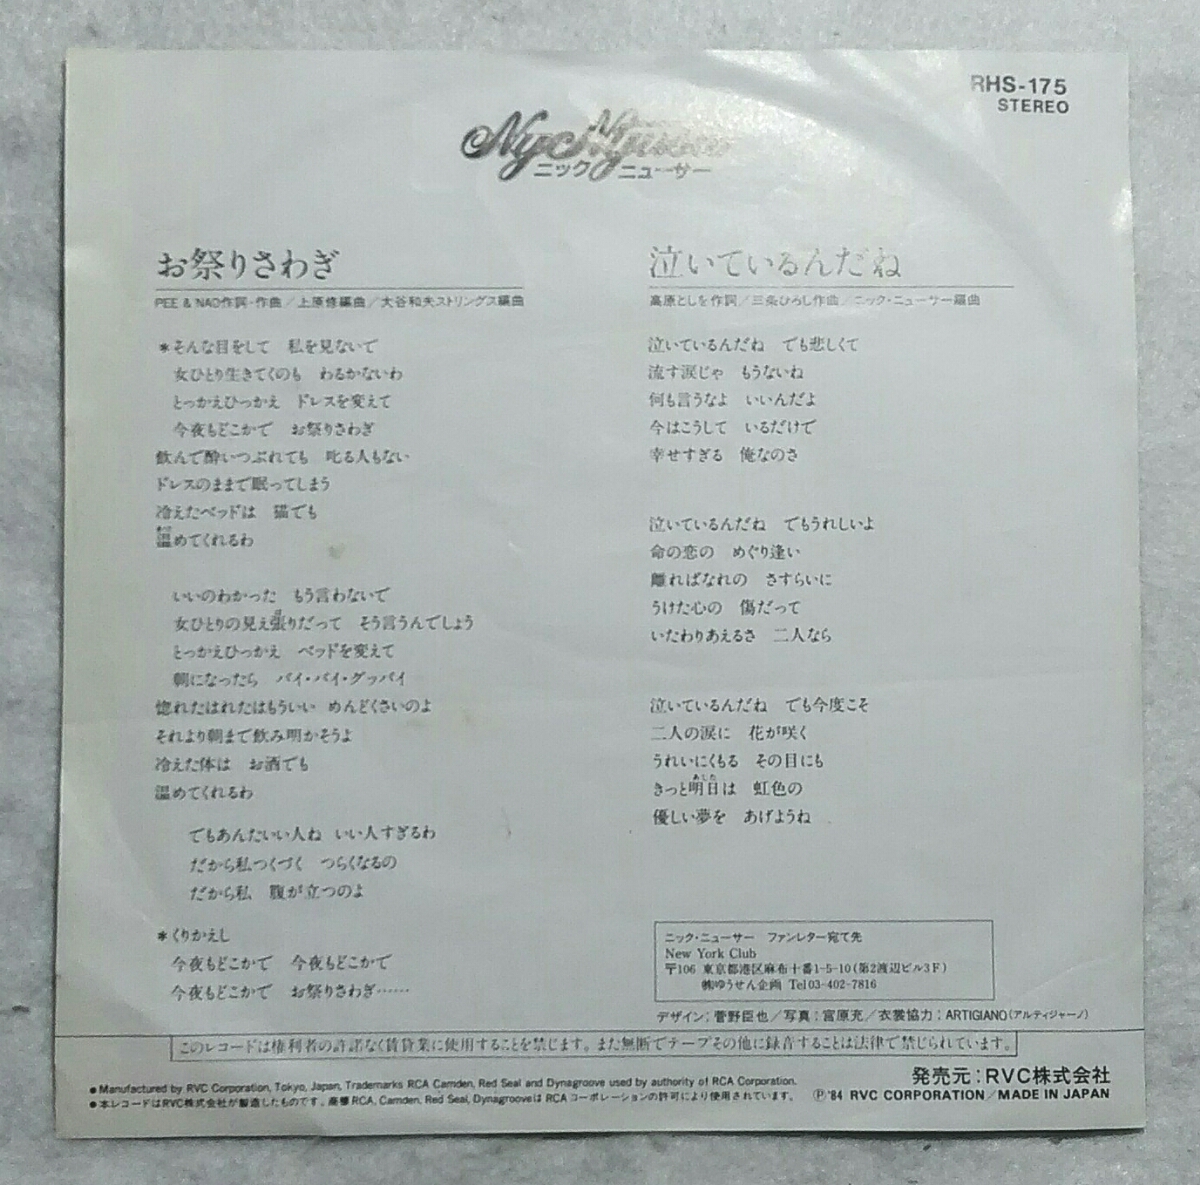 RHS-175
STEREO
Nyc Nyusa
ニック ニューサー
お祭りさわぎ
PEE & NAO作詞・作曲／上原修編曲／大谷和夫ストリングス編曲
＊そんな目をして　私を見ないで
女ひとり生きてくのも　わるかないわ
とっかえひっかえ　ドレスを変えて
今夜もどこかで　お祭りさわぎ
飲んで酔いつぶれても　叱る人もない
ドレスのままで眠ってしまう
冷えたベッドは　猫でも
温めてくれるわ
いいのわかった　もう言わないで
女ひとりの見え張りだって　そう言うんでしょう
とっかえひっかえ　ベッドを変えて
朝になったら　バイ・バイ・グッバイ
惚れたはれたはもういい　めんどくさいのよ
それより朝まで飲み明かそうよ
冷えた体は　お酒でも
温めてくれるわ
でもあんたいい人ね　いい人すぎるわ
だから私つくづく　つらくなるの
だから私　腹が立つのよ
＊くりかえし
今夜もどこかで　今夜もどこかで
今夜もどこかで　お祭りさわぎ……
泣いているんだね
高原としを作詞／三条ひろし作曲／ニック・ニューサー編曲
泣いているんだね　でも悲しくて
流す涙じゃ　もうないね
何も言うなよ　いいんだよ
今はこうして　いるだけで
幸せすぎる　俺なのさ
泣いているんだね　でもうれしいよ
命の恋の　めぐり逢い
離ればなれの　さすらいに
うけた心の　傷だって
いたわりあえるさ　二人なら
泣いているんだね　でも今度こそ
二人の涙に　花が咲く
うれいにくもる　その目にも
きっと明日は　虹色の
優しい夢を　あげようね
ニック・ニューサー　ファンレター宛て先
New York Club
〒106 東京都港区麻布十番1-5-10(第2渡辺ビル3F)
㈱ゆうせん企画 Tel 03-402-7816
デザイン：菅野臣也／写真：宮原充／衣裳協力：ARTIGIANO(アルティジャーノ)
このレコードは権利者の許諾なく賃貸業に使用することを禁じます。また無断でテープその他に録音することは法律で禁じられています。
●Manufactured by RVC Corporation, Tokyo, Japan, Trademarks RCA Camden, Red Seal and Dynagroove used by authority of RCA Corporation.
●本レコードはRVC株式会社が製造したものです。商標RCA, Camden, Red Seal, DynagrooveはRCAコーポレーションの許可により使用されています。
発売元：RVC株式会社
Ⓟ'84 RVC CORPORATION／MADE IN JAPAN